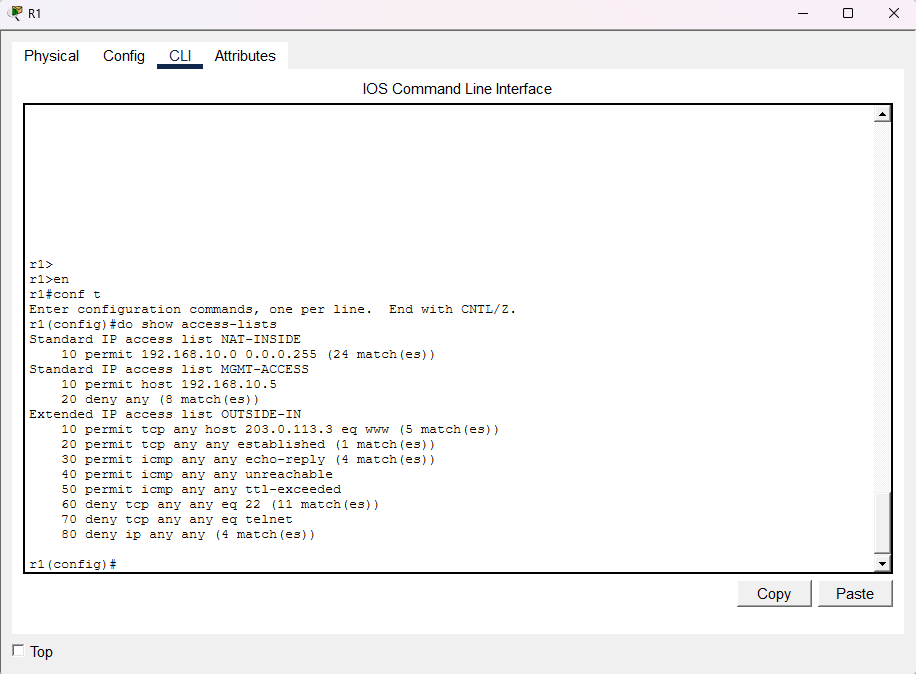 R1
Physical Config CLI Attributes
IOS Command Line Interface
r1>
r1>en
r1#conf t
Enter configuration commands, one per line.  End with CNTL/Z.
r1(config)#do show access-lists
Standard IP access list NAT-INSIDE
    10 permit 192.168.10.0 0.0.0.255 (24 match(es))
Standard IP access list MGMT-ACCESS
    10 permit host 192.168.10.5
    20 deny any (8 match(es))
Extended IP access list OUTSIDE-IN
    10 permit tcp any host 203.0.113.3 eq www (5 match(es))
    20 permit tcp any any established (1 match(es))
    30 permit icmp any any echo-reply (4 match(es))
    40 permit icmp any any unreachable
    50 permit icmp any any ttl-exceeded
    60 deny tcp any any eq 22 (11 match(es))
    70 deny tcp any any eq telnet
    80 deny ip any any (4 match(es))
r1(config)#
Copy Paste
Top